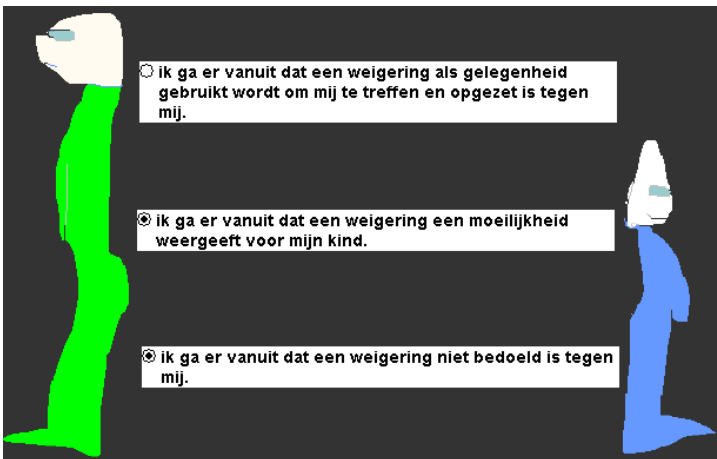 ik ga er vanuit dat een weigering als gelegenheid
gebruikt wordt om mij te treffen en opgezet is tegen
mij.
ik ga er vanuit dat een weigering een moeilijkheid
weergeeft voor mijn kind.
ik ga er vanuit dat een weigering niet bedoeld is tegen
mij.